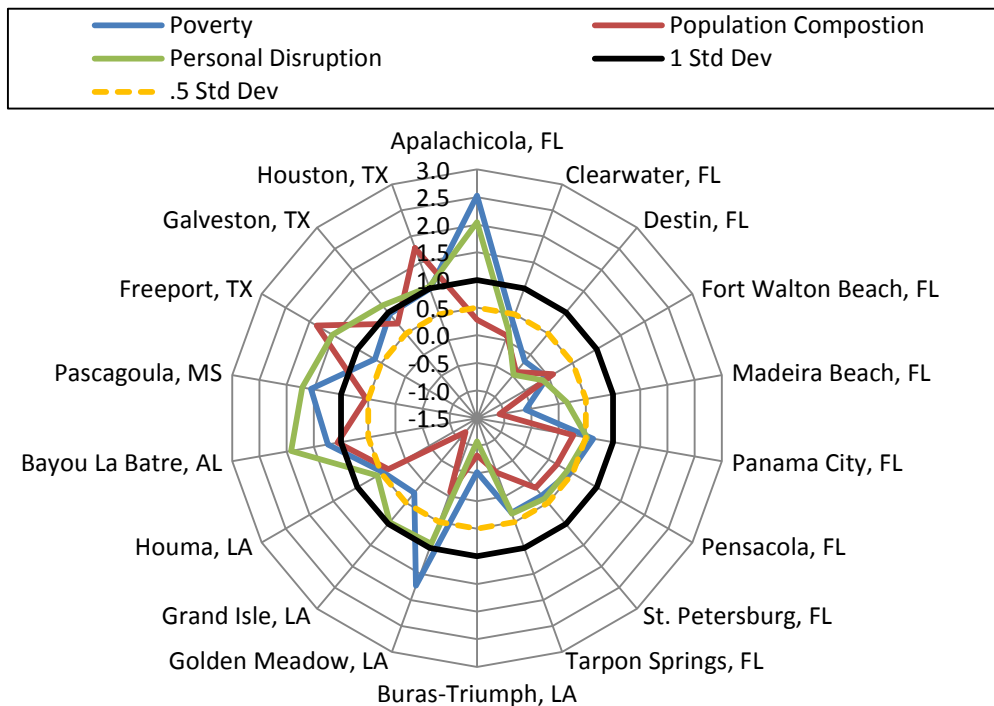 Poverty
Population Compostion
Personal Disruption
1 Std Dev
.5 Std Dev
Apalachicola, FL
Houston, TX
Clearwater, FL
Galveston, TX
Destin, FL
Freeport, TX
Fort Walton Beach, FL
Pascagoula, MS
Madeira Beach, FL
Bayou La Batre, AL
Panama City, FL
Houma, LA
Pensacola, FL
Grand Isle, LA
St. Petersburg, FL
Golden Meadow, LA
Tarpon Springs, FL
Buras-Triumph, LA
3.0
2.5
2.0
1.5
1.0
0.5
0.0
-0.5
-1.0
-1.5